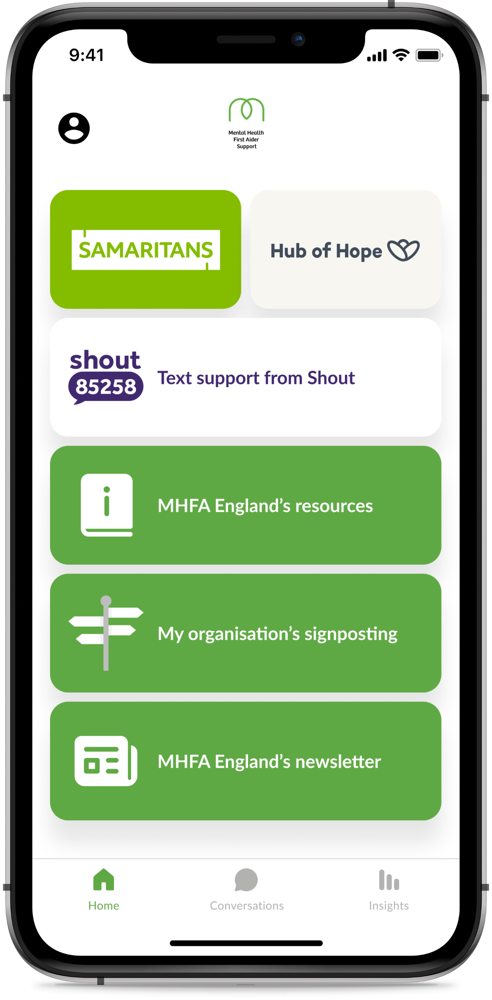 9:41
Mental Health
First Aider
Support
SAMARITANS
Hub of Hope
shout
85258
Text support from Shout
i
MHFA England’s resources
My organisation’s signposting
MHFA England’s newsletter
Home
Conversations
Insights